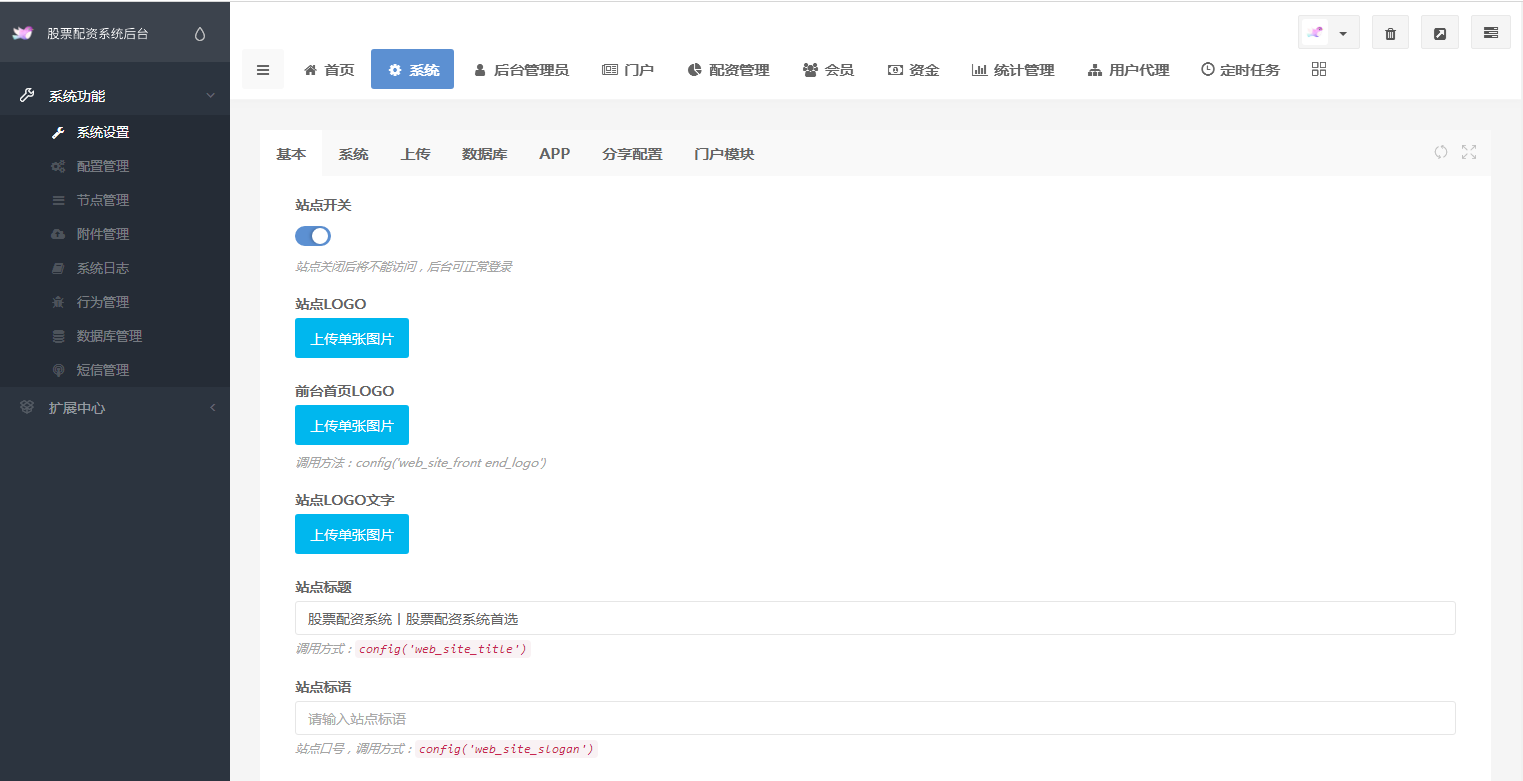 股票配资系统后台
首页 系统 后台管理员 门户 配资管理 会员 资金 统计管理 用户代理 定时任务
系统功能
系统设置
配置管理
节点管理
附件管理
系统日志
行为管理
数据库管理
短信管理
扩展中心
基本 系统 上传 数据库 APP 分享配置 门户模块
站点开关
站点关闭后将不能访问，后台可正常登录
站点LOGO
上传单张图片
前台首页LOGO
上传单张图片
调用方法：config('web_site_front end_logo')
站点LOGO文字
上传单张图片
站点标题
股票配资系统丨股票配资系统首选
调用方式：config('web_site_title')
站点标语
请输入站点标语
站点口号，调用方式：config('web_site_slogan')